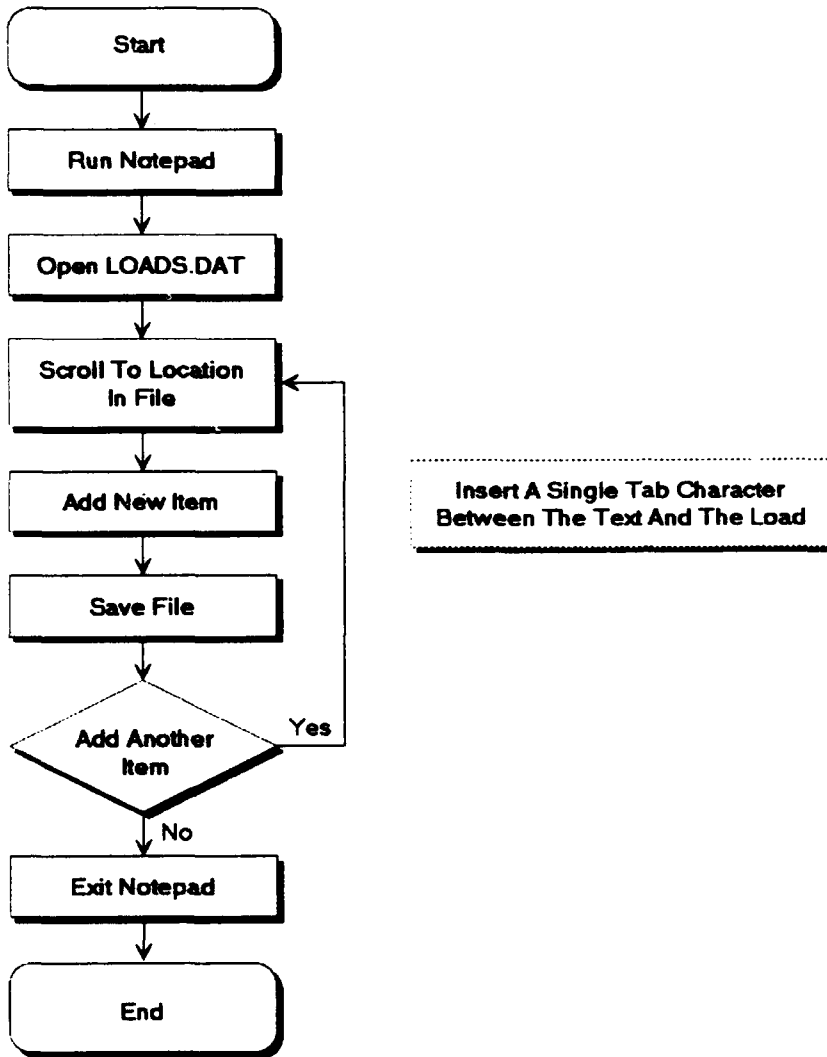 Start
Run Notepad
Open LOADS.DAT
Scroll To Location
In File
Add New Item
Insert A Single Tab Character
Between The Text And The Load
Save File
Add Another
Item
Yes
No
Exit Notepad
End